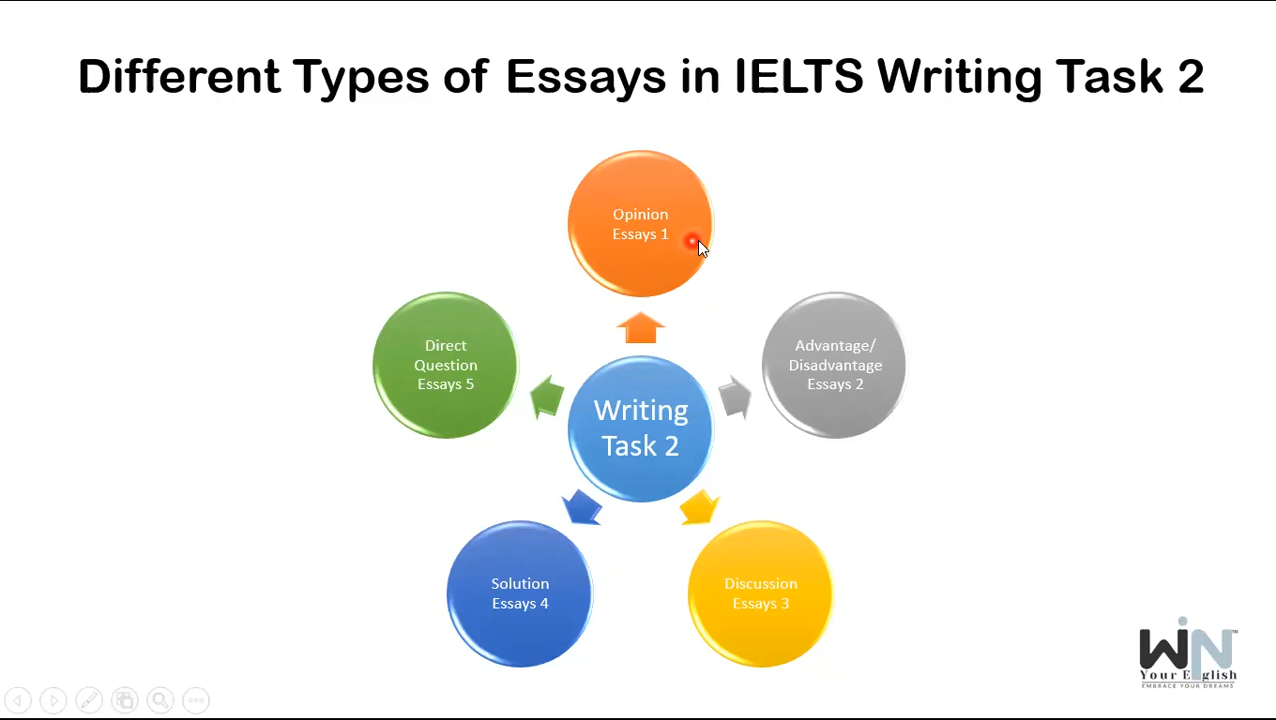 Different Types of Essays in IELTS Writing Task 2
Opinion
Essays 1
Advantage/
Disadvantage
Essays 2
Discussion
Essays 3
Solution
Essays 4
Direct
Question
Essays 5
Writing
Task 2
WiN™
Your English
EMBRACE YOUR DREAMS